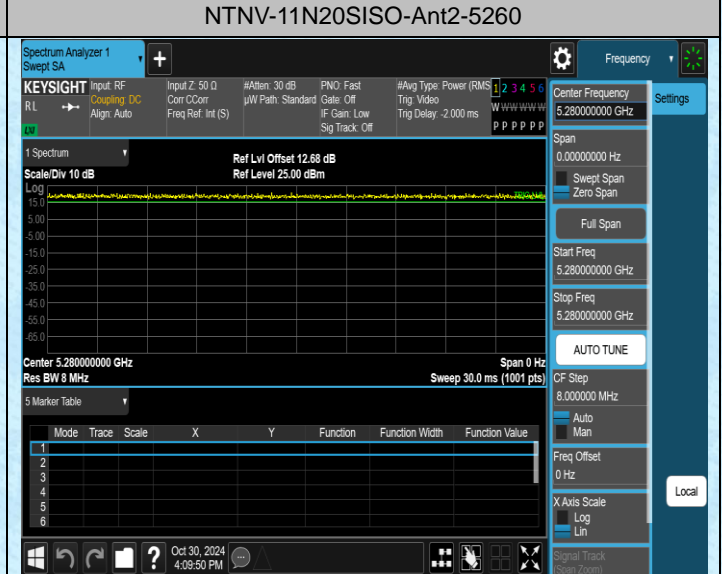 NTNV-11N20SISO-Ant2-5260
Spectrum Analyzer 1
Swept SA
+
Frequency
KEYSIGHT
RL
LXI
Input: RF
Coupling: DC
Align: Auto
Input Z: 50 Ω
Corr CCorr
Freq Ref: Int (S)
#Atten: 30 dB
µW Path: Standard
PNO: Fast
Gate: Off
IF Gain: Low
Sig Track: Off
#Avg Type: Power (RMS
Trig: Video
Trig Delay: -2.000 ms
1 2 3 4 5 6
W W W W W W
P P P P P P
Center Frequency
5.280000000 GHz
Settings
Span
0.00000000 Hz
Swept Span
Zero Span
Full Span
Start Freq
5.280000000 GHz
Stop Freq
5.280000000 GHz
AUTO TUNE
CF Step
8.000000 MHz
Auto
Man
Freq Offset
0 Hz
X Axis Scale
Log
Lin
Signal Track
(Span Zoom)
Local
1 Spectrum
Scale/Div 10 dB
Ref Lvl Offset 12.68 dB
Ref Level 25.00 dBm
Log
15.0
5.00
-5.00
-15.0
-25.0
-35.0
-45.0
-55.0
-65.0
Center 5.280000000 GHz
Span 0 Hz
Res BW 8 MHz
Sweep 30.0 ms (1001 pts)
5 Marker Table
Mode Trace Scale X Y Function Function Width Function Value
1
2
3
4
5
6
?
Oct 30, 2024
4:09:50 PM